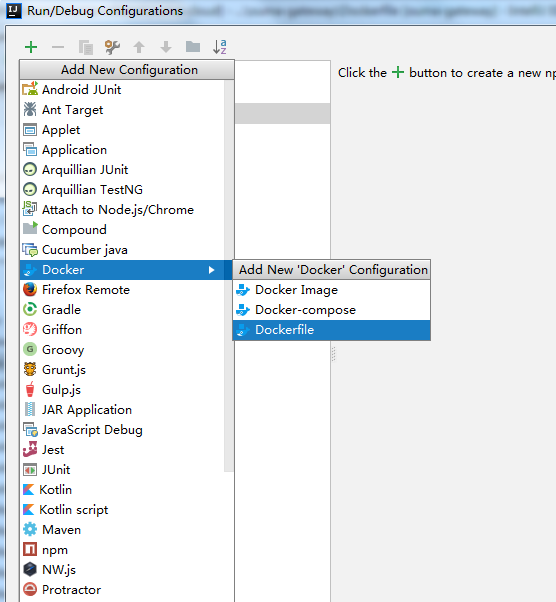 Run/Debug Configurations
Add New Configuration
Click the + button to create a new np
Android JUnit
Ant Target
Applet
Application
Arquillian JUnit
Arquillian TestNG
Attach to Node.js/Chrome
Compound
Cucumber java
Docker
Add New 'Docker' Configuration
Docker Image
Docker-compose
Dockerfile
Firefox Remote
Gradle
Griffon
Groovy
Grunt.js
Gulp.js
JAR Application
JavaScript Debug
Jest
JUnit
Kotlin
Kotlin script
Maven
npm
NW.js
Protractor